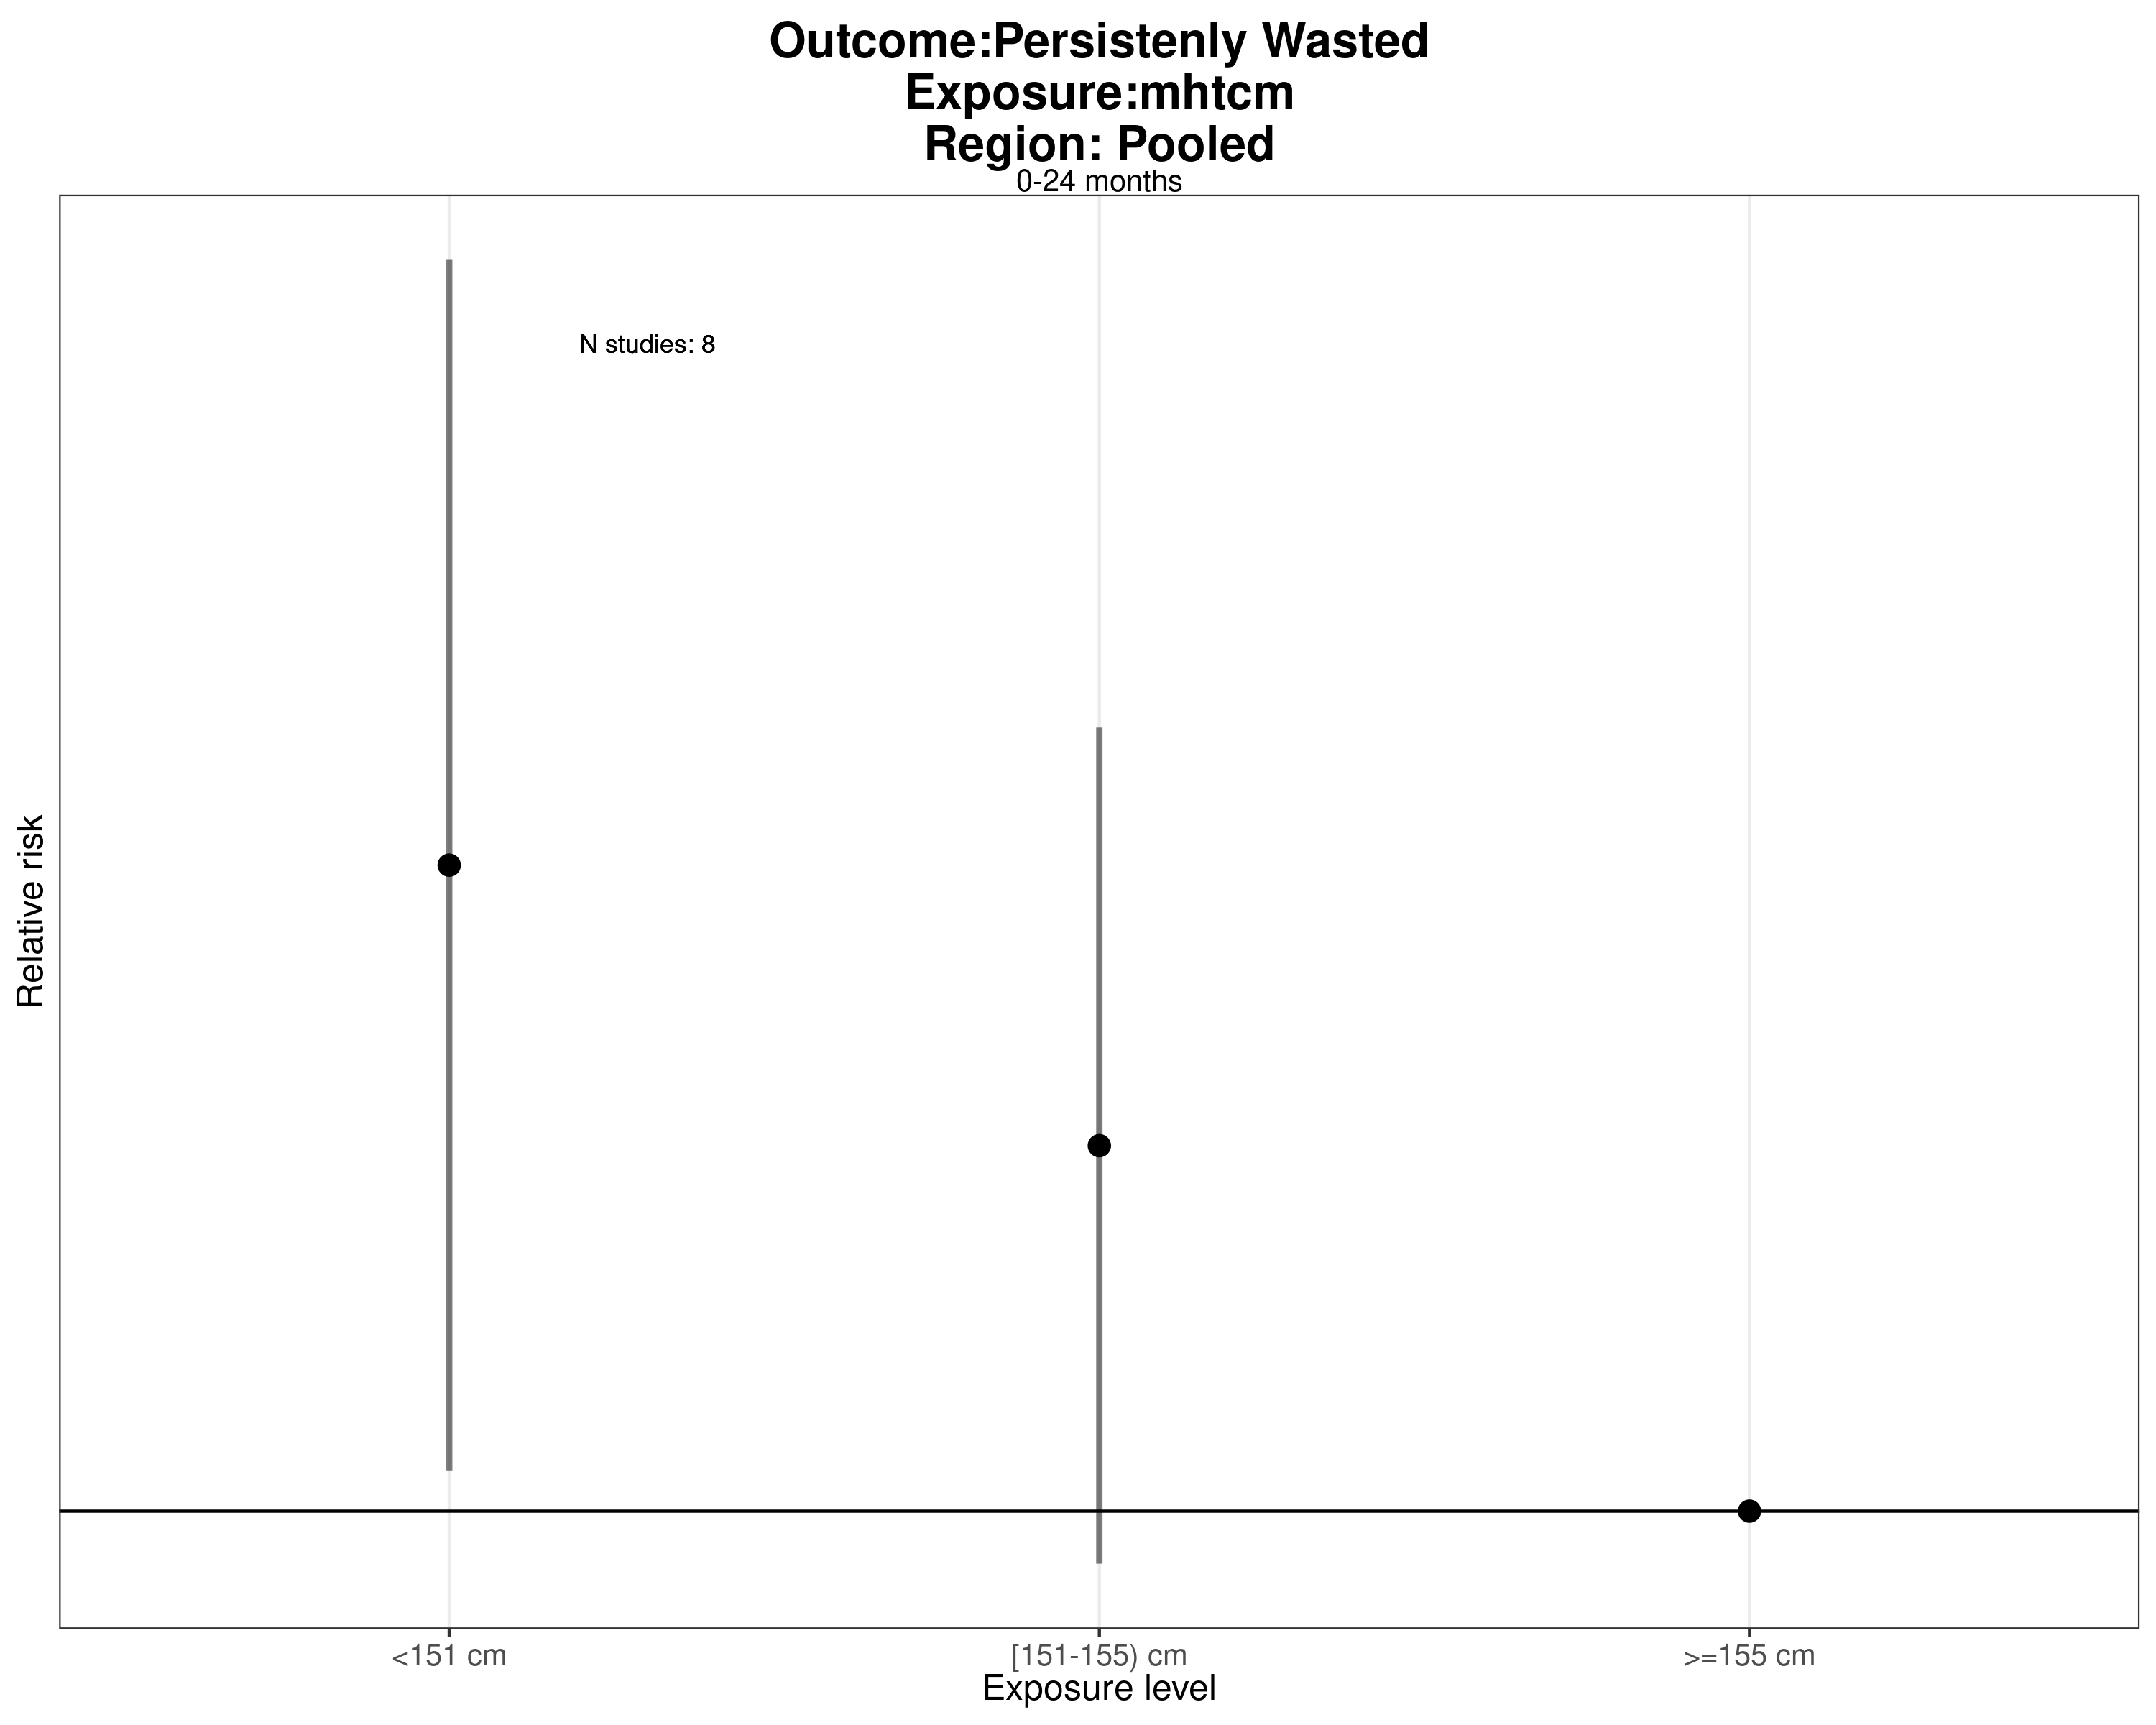 Outcome:Persistenly Wasted
Exposure:mhtcm
Region: Pooled
0-24 months
N studies: 8
Relative risk
<151 cm
[151-155) cm
>=155 cm
Exposure level